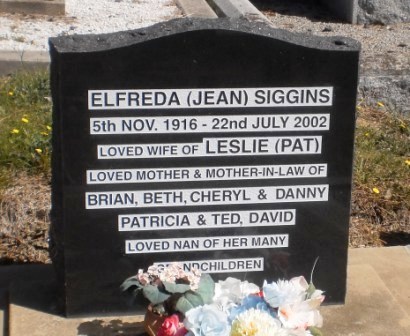 ELFREDA (JEAN) SIGGINS
5TH NOV. 1916 - 22nd JULY 2002
LOVED WIFE OF LESLIE (PAT)
LOVED MOTHER & MOTHER-IN-LAW OF
BRIAN, BETH, CHERYL & DANNY
PATRICIA & TED, DAVID
LOVED NAN OF HER MANY
GRANDCHILDREN